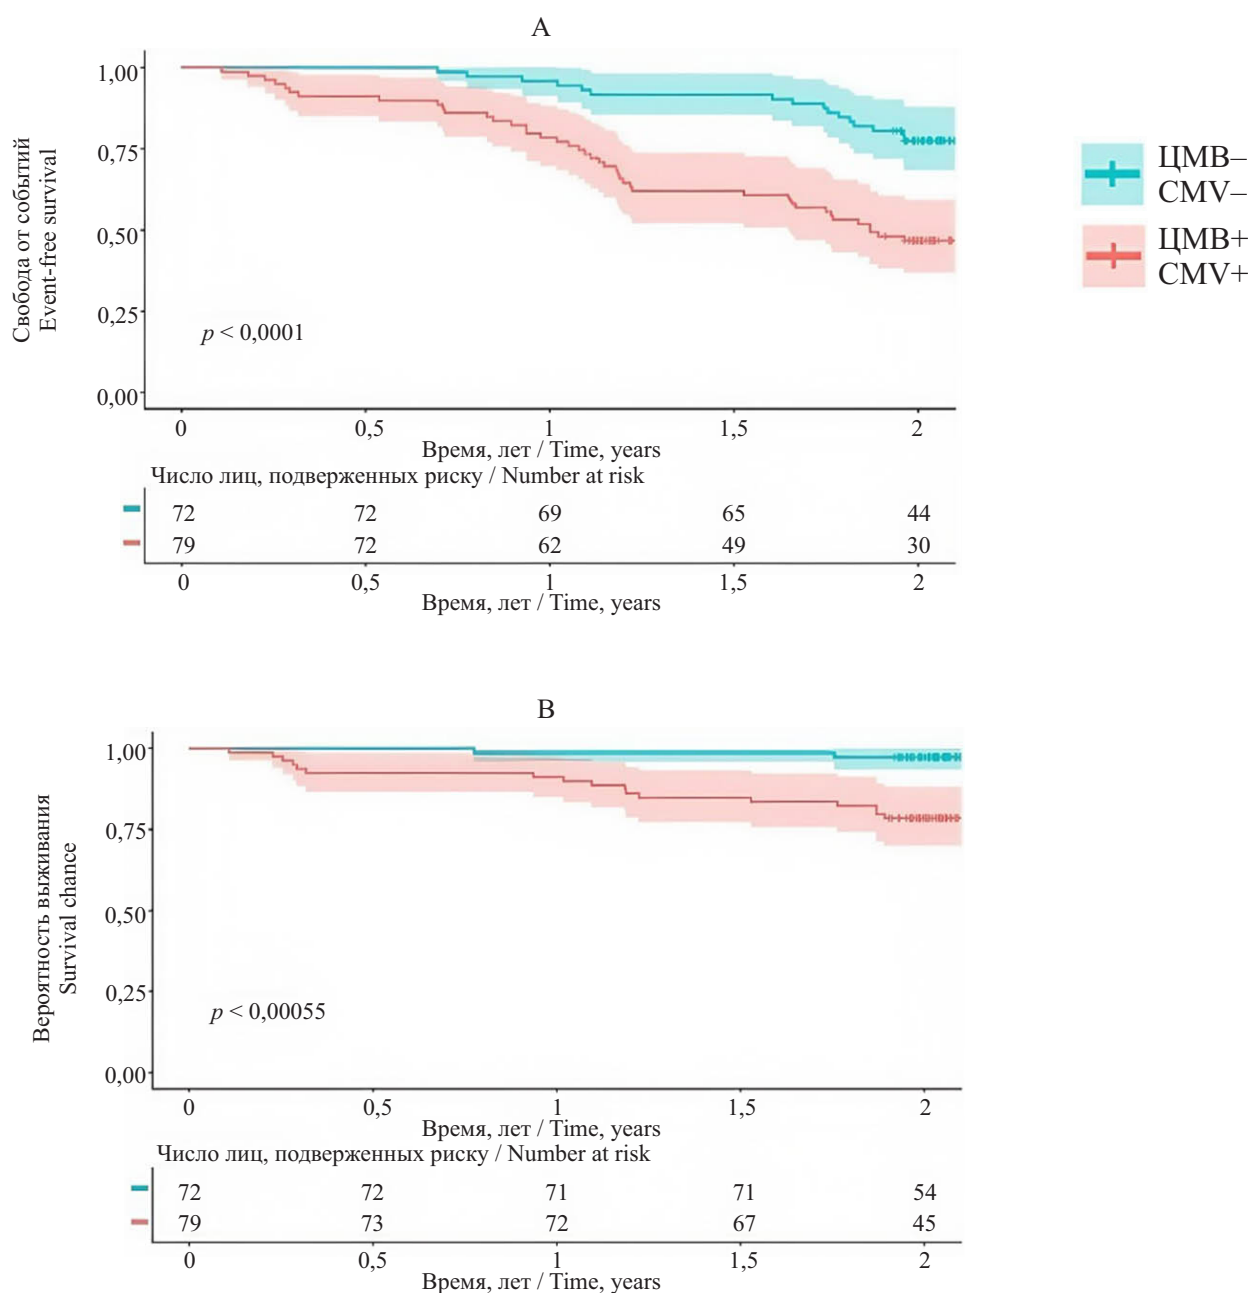 A
1,00
0,75
0,50
0,25
0,00
Свобода от событий
Event-free survival
p < 0,0001
0 0,5 1 1,5 2
Время, лет / Time, years
Число лиц, подверженных риску / Number at risk
72 72 69 65 44
79 72 62 49 30
0 0,5 1 1,5 2
Время, лет / Time, years
ЦМВ–
CMV–
ЦМВ+
CMV+
B
1,00
0,75
0,50
0,25
0,00
Вероятность выживания
Survival chance
p < 0,00055
0 0,5 1 1,5 2
Время, лет / Time, years
Число лиц, подверженных риску / Number at risk
72 72 71 71 54
79 73 72 67 45
0 0,5 1 1,5 2
Время, лет / Time, years